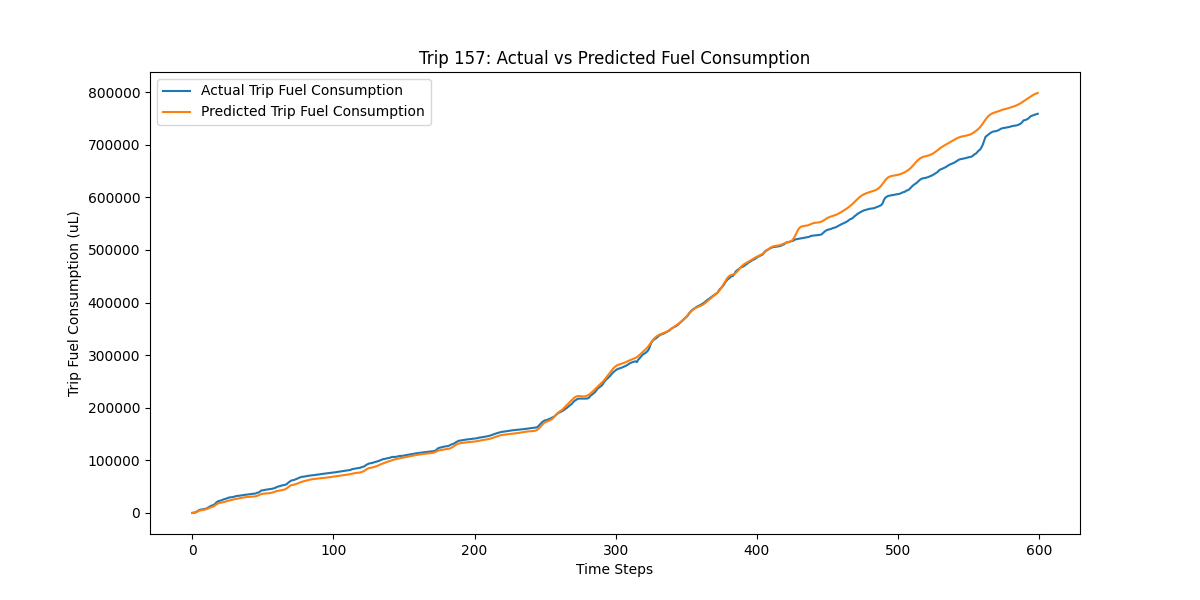 Trip 157: Actual vs Predicted Fuel Consumption
Actual Trip Fuel Consumption
Predicted Trip Fuel Consumption
Trip Fuel Consumption (uL)
800000
700000
600000
500000
400000
300000
200000
100000
0
0 100 200 300 400 500 600
Time Steps